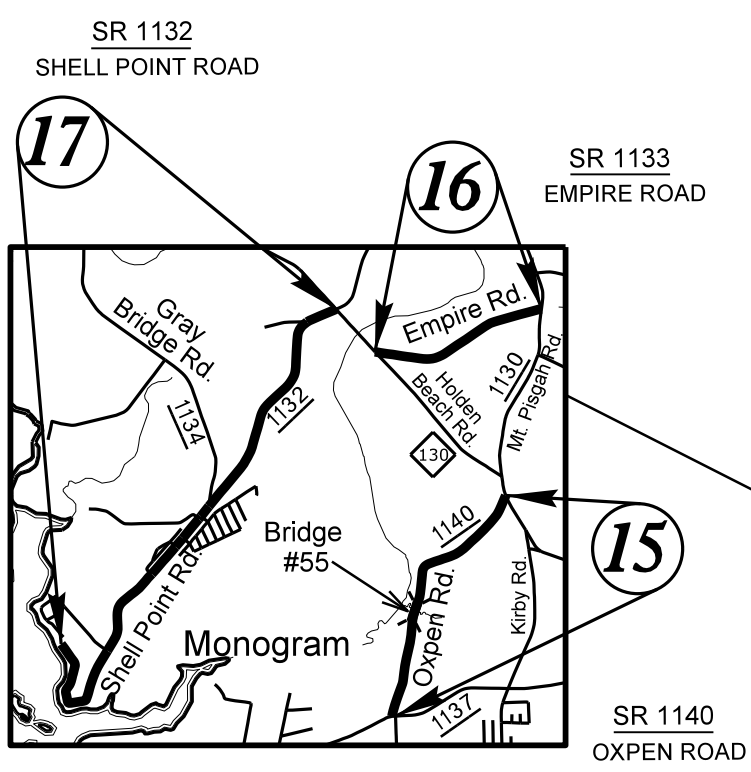 SR 1132
SHELL POINT ROAD
17
16
SR 1133
EMPIRE ROAD
Gray
Bridge Rd.
Empire Rd.
1130
Mt. Pisgah Rd.
Holden
Beach Rd.
1132
1134
130
1140
15
Bridge
#55
Kirby Rd.
Shell Point Rd.
Oxpen Rd.
Monogram
1137
SR 1140
OXPEN ROAD